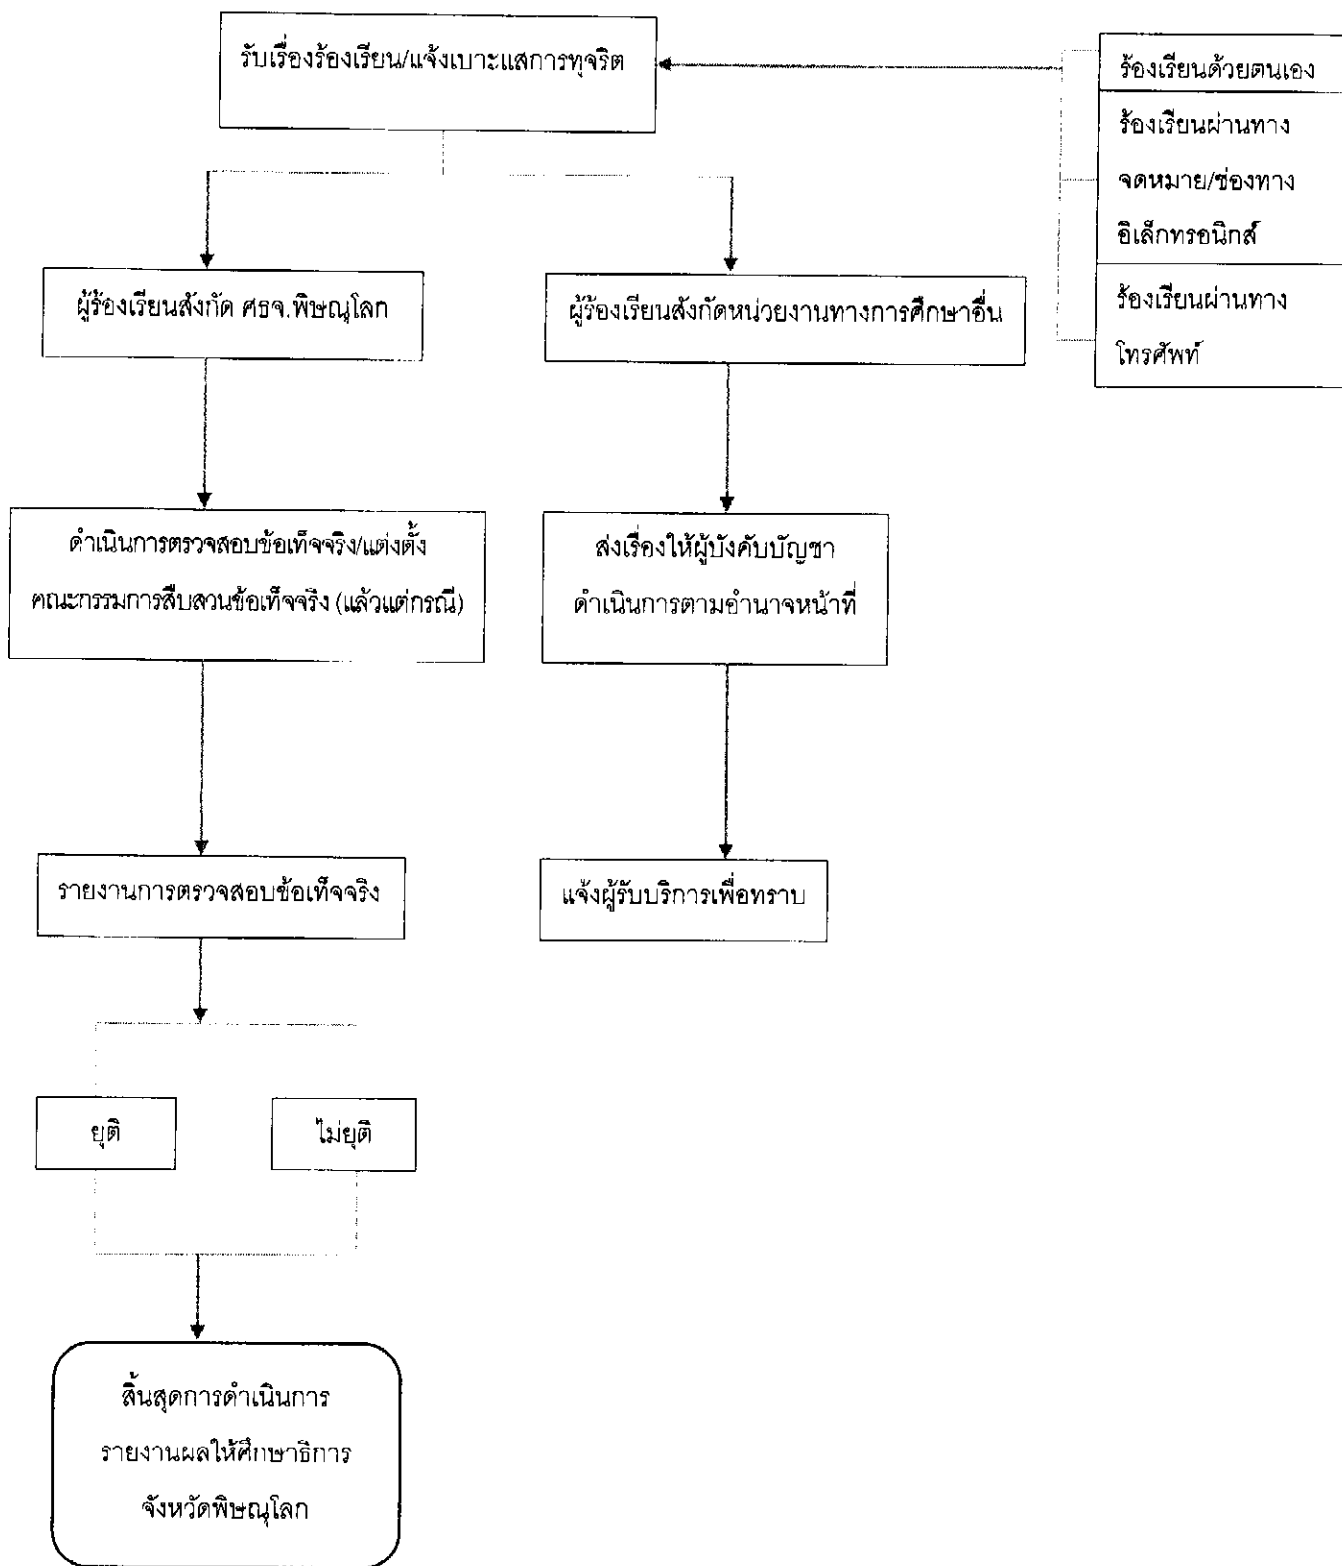 รับเรื่องร้องเรียน/แจ้งเบาะแสการทุจริต
ร้องเรียนด้วยตนเอง
ร้องเรียนผ่านทาง
จดหมาย/ช่องทาง
อิเล็กทรอนิกส์
ร้องเรียนผ่านทาง
โทรศัพท์
ผู้ร้องเรียนสังกัด ศธจ.พิษณุโลก
ผู้ร้องเรียนสังกัดหน่วยงานทางการศึกษาอื่น
ดำเนินการตรวจสอบข้อเท็จจริง/แต่งตั้ง
คณะกรรมการสืบสวนข้อเท็จจริง (แล้วแต่กรณี)
ส่งเรื่องให้ผู้บังคับบัญชา
ดำเนินการตามอำนาจหน้าที่
รายงานการตรวจสอบข้อเท็จจริง
แจ้งผู้รับบริการเพื่อทราบ
ยุติ
ไม่ยุติ
สิ้นสุดการดำเนินการ
รายงานผลให้ศึกษาธิการ
จังหวัดพิษณุโลก